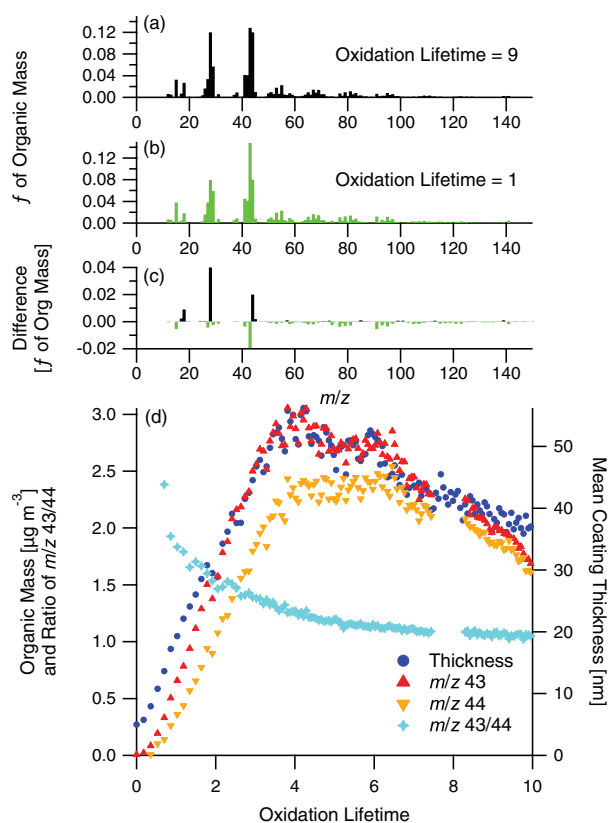 (a)
Oxidation Lifetime = 9
0.12
0.08
0.04
0.00
0 20 40 60 80 100 120 140
ƒ of Organic Mass
(b)
Oxidation Lifetime = 1
0.12
0.08
0.04
0.00
0 20 40 60 80 100 120 140
(c)
0.04
0.02
0.00
-0.02
Difference
[ƒ of Org Mass]
0 20 40 60 80 100 120 140
m/z
(d)
3.0
2.5
2.0
1.5
1.0
0.5
0.0
Organic Mass [µg m-3]
and Ratio of m/z 43/44
50
40
30
20
10
0
Mean Coating Thickness [nm]
Thickness
m/z 43
m/z 44
m/z 43/44
0 2 4 6 8 10
Oxidation Lifetime